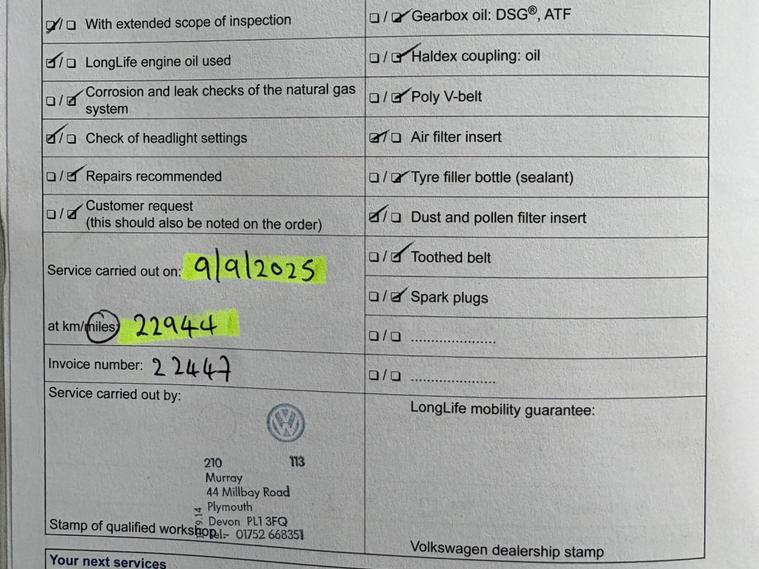 With extended scope of inspection
LongLife engine oil used
Corrosion and leak checks of the natural gas
system
Check of headlight settings
Repairs recommended
Customer request
(this should also be noted on the order)
Service carried out on: 9/9/2025
at km/miles: 22944
Invoice number: 22447
Service carried out by:
210 113
Murray
44 Millbay Road
Plymouth
Devon PL1 3FQ
Tel:- 01752 668351
Stamp of qualified workshop
Your next services
Gearbox oil: DSG®, ATF
Haldex coupling: oil
Poly V-belt
Air filter insert
Tyre filler bottle (sealant)
Dust and pollen filter insert
Toothed belt
Spark plugs
......................
......................
LongLife mobility guarantee:
Volkswagen dealership stamp